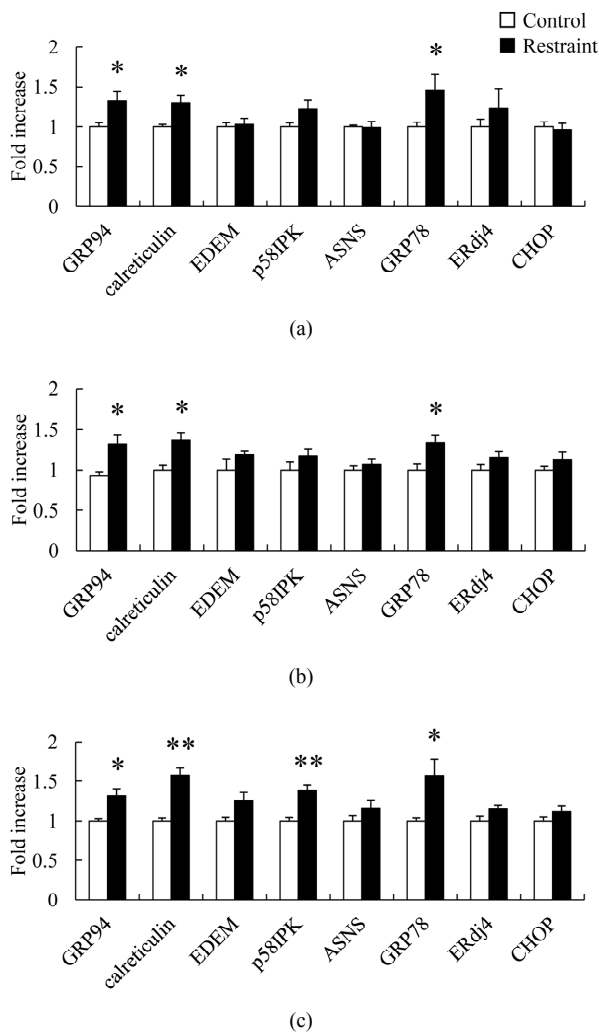 Control
Restraint
2
1.5
1
0.5
0
Fold increase
* * *
GRP94 calreticulin EDEM p58IPK ASNS GRP78 ERdj4 CHOP
(a)
2
1.5
1
0.5
0
Fold increase
* * *
GRP94 calreticulin EDEM p58IPK ASNS GRP78 ERdj4 CHOP
(b)
2
1.5
1
0.5
0
Fold increase
* ** ** *
GRP94 calreticulin EDEM p58IPK ASNS GRP78 ERdj4 CHOP
(c)